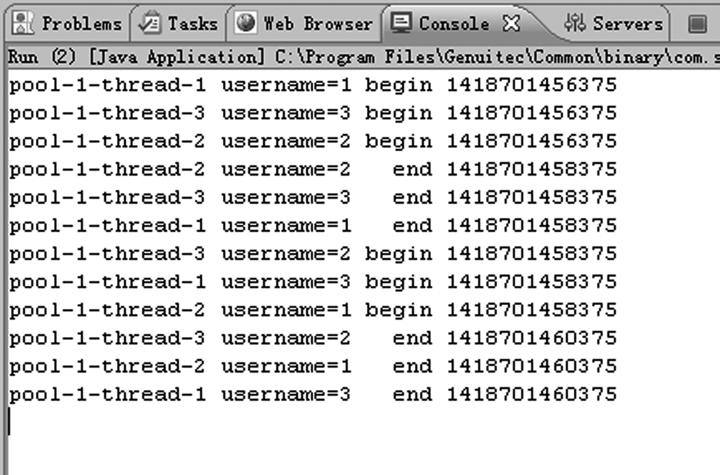 Problems Tasks Web Browser Console Servers
Run (2) [Java Application] C:\Program Files\Genuitec\Common\binary\com.s
pool-1-thread-1 username=1 begin 1418701456375
pool-1-thread-3 username=3 begin 1418701456375
pool-1-thread-2 username=2 begin 1418701456375
pool-1-thread-2 username=2   end 1418701458375
pool-1-thread-3 username=3   end 1418701458375
pool-1-thread-1 username=1   end 1418701458375
pool-1-thread-3 username=2 begin 1418701458375
pool-1-thread-1 username=3 begin 1418701458375
pool-1-thread-2 username=1 begin 1418701458375
pool-1-thread-3 username=2   end 1418701460375
pool-1-thread-2 username=1   end 1418701460375
pool-1-thread-1 username=3   end 1418701460375